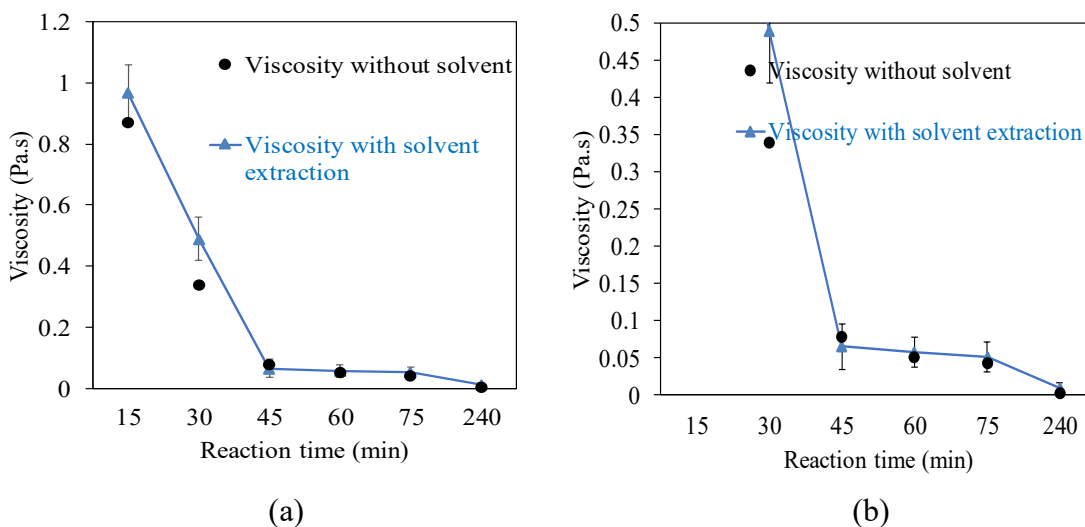 1.2
1
0.8
0.6
0.4
0.2
0
Viscosity (Pa.s)
Viscosity without solvent
Viscosity with solvent
extraction
15 30 45 60 75 240
Reaction time (min)
(a)
0.5
0.45
0.4
0.35
0.3
0.25
0.2
0.15
0.1
0.05
0
Viscosity (Pa.s)
Viscosity without solvent
Viscosity with solvent extraction
15 30 45 60 75 240
Reaction time (min)
(b)